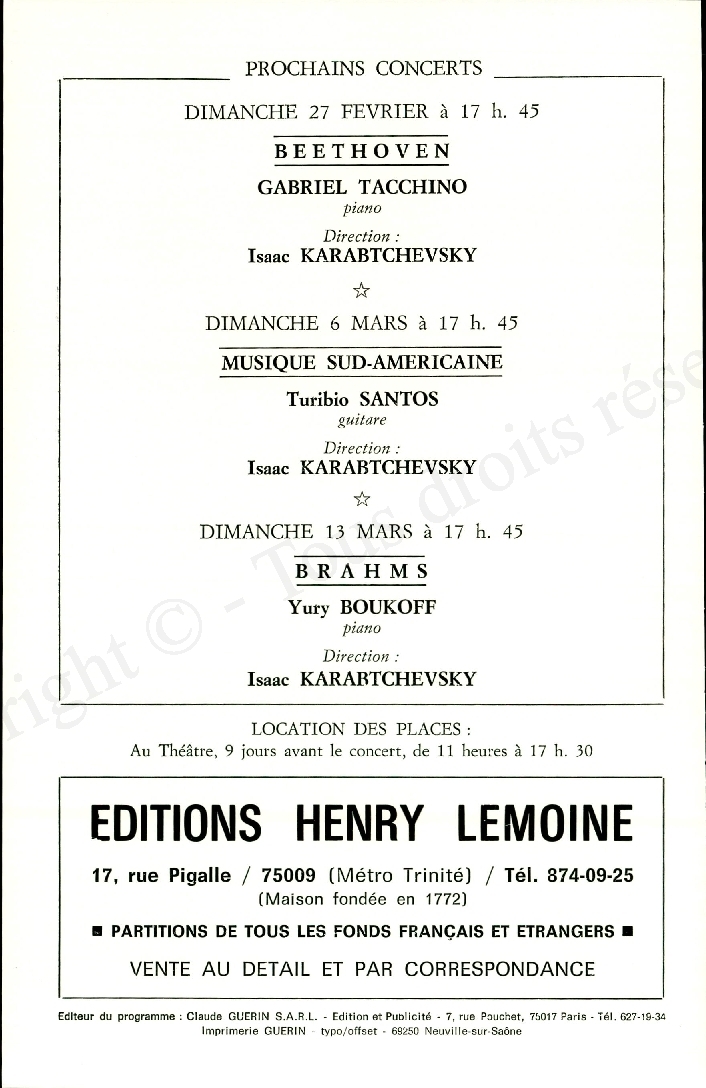 PROCHAINS CONCERTS
DIMANCHE 27 FEVRIER à 17 h. 45
BEETHOVEN
GABRIEL TACCHINO
piano
Direction :
Isaac KARABTCHEVSKY
☆
DIMANCHE 6 MARS à 17 h. 45
MUSIQUE SUD-AMERICAINE
Turibio SANTOS
guitare
Direction :
Isaac KARABTCHEVSKY
☆
DIMANCHE 13 MARS à 17 h. 45
BRAHMS
Yury BOUKOFF
piano
Direction :
Isaac KARABTCHEVSKY
LOCATION DES PLACES :
Au Théâtre, 9 jours avant le concert, de 11 heures à 17 h. 30
EDITIONS HENRY LEMOINE
17, rue Pigalle / 75009 (Métro Trinité) / Tél. 874-09-25
(Maison fondée en 1772)
■ PARTITIONS DE TOUS LES FONDS FRANÇAIS ET ETRANGERS ■
VENTE AU DETAIL ET PAR CORRESPONDANCE
Editeur du programme : Claude GUERIN S.A.R.L. - Edition et Publicité - 7, rue Pouchet, 75017 Paris - Tél. 627-19-34
Imprimerie GUERIN - typo/offset - 69250 Neuville-sur-Saône
right © - Tous droits rése